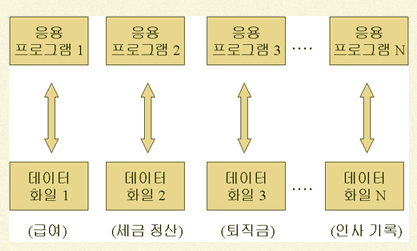 응용
프로그램 1
응용
프로그램 2
응용
프로그램 3
....
응용
프로그램 N
데이터
화일 1
데이터
화일 2
데이터
화일 3
....
데이터
화일 N
(급여)
(세금 정산)
(퇴직금)
(인사 기록)